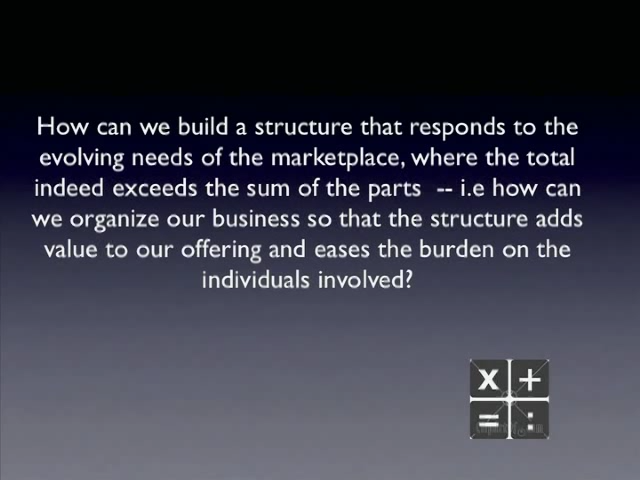 How can we build a structure that responds to the
evolving needs of the marketplace, where the total
indeed exceeds the sum of the parts -- i.e how can
we organize our business so that the structure adds
value to our offering and eases the burden on the
individuals involved?
x +
= :